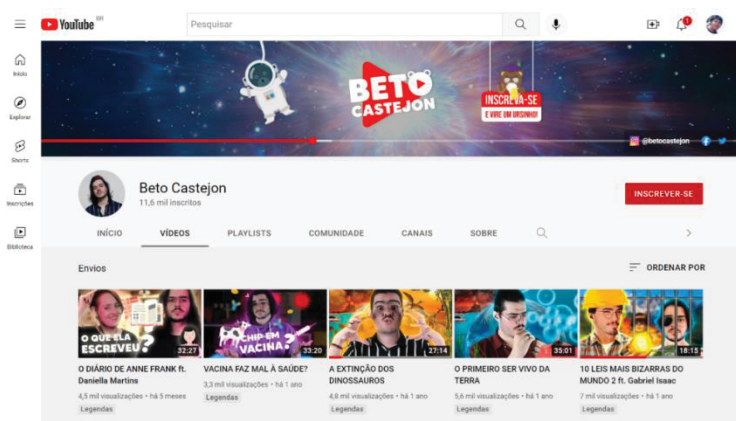 YouTube BR
Pesquisar
9
Início
Explorar
Shorts
Inscrições
Biblioteca
BETO
CASTEJON
INSCREVA-SE
E VIRE UM URSINHO!
@betocastejon
Beto Castejon
11,6 mil inscritos
INSCREVER-SE
INÍCIO VÍDEOS PLAYLISTS COMUNIDADE CANAIS SOBRE
Envios
ORDENAR POR
O QUE ELA
ESCREVEU?
32:27
CHIP EM
VACINA?
33:20
27:14
35:01
18:15
O DIÁRIO DE ANNE FRANK ft.
Daniella Martins
4,5 mil visualizações • há 5 meses
Legendas
VACINA FAZ MAL À SAÚDE?
3,3 mil visualizações • há 1 ano
Legendas
A EXTINÇÃO DOS
DINOSSAUROS
4,8 mil visualizações • há 1 ano
Legendas
O PRIMEIRO SER VIVO DA
TERRA
5,6 mil visualizações • há 1 ano
Legendas
10 LEIS MAIS BIZARRAS DO
MUNDO 2 ft. Gabriel Isaac
7 mil visualizações • há 1 ano
Legendas